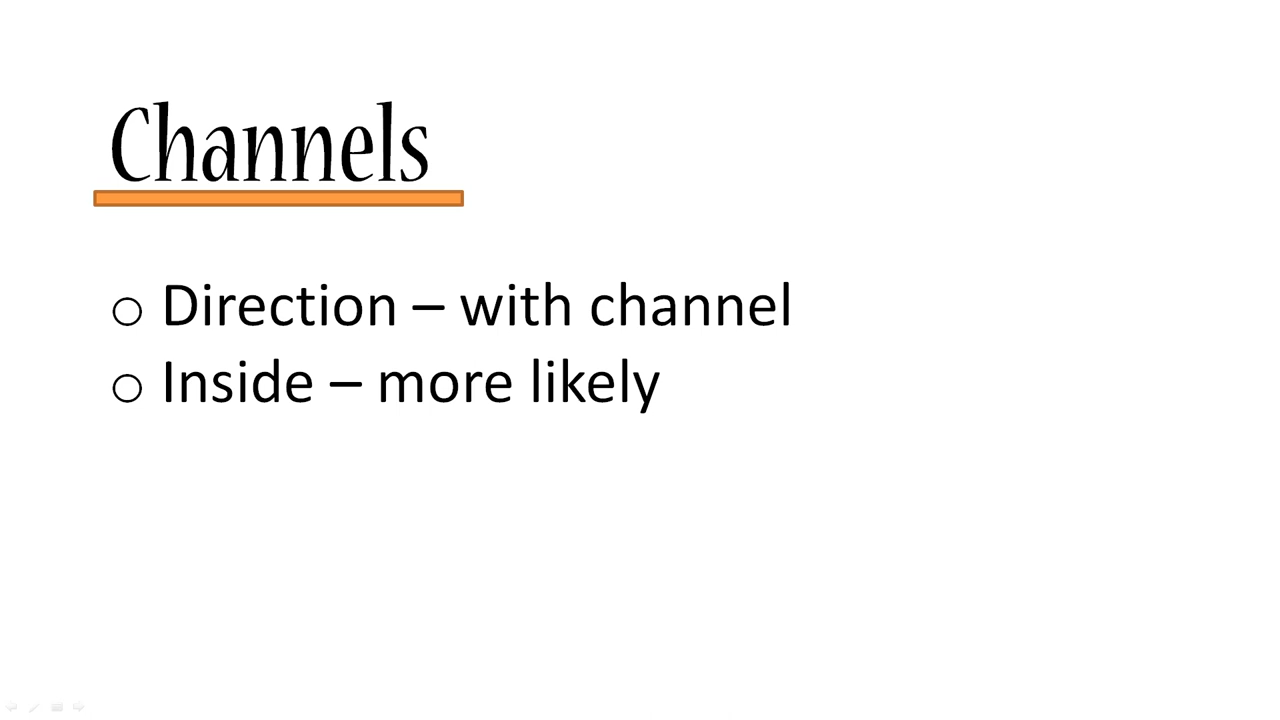 Channels
○ Direction – with channel
○ Inside – more likely